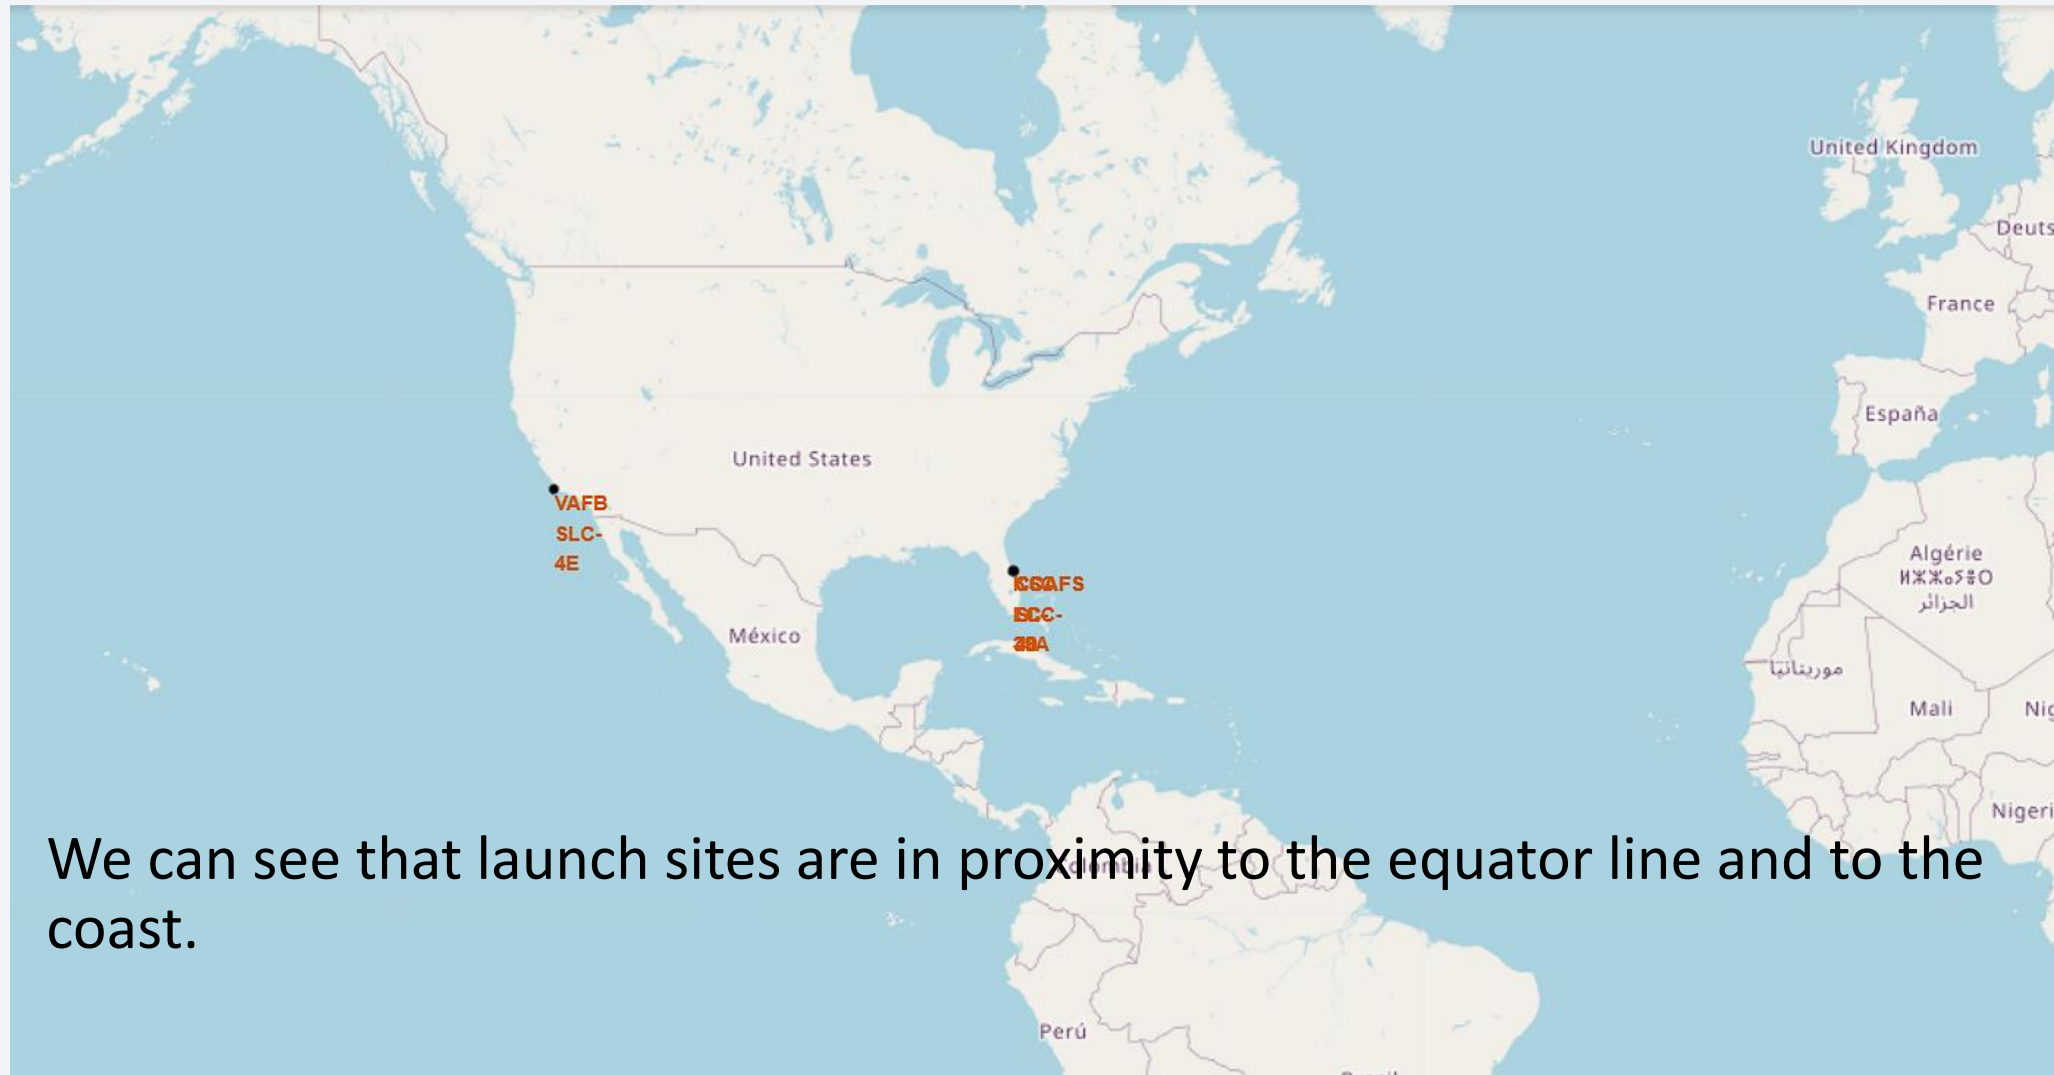 United Kingdom
Deuts
France
España
United States
VAFB
SLC-
4E
Algérie
ⵍⵣⵣⴰⵢⴻⵔ
الجزائر
México
موريتانيا
Mali
Nig
Nigeri
We can see that launch sites are in proximity to the equator line and to the
coast.
Colombia
Perú